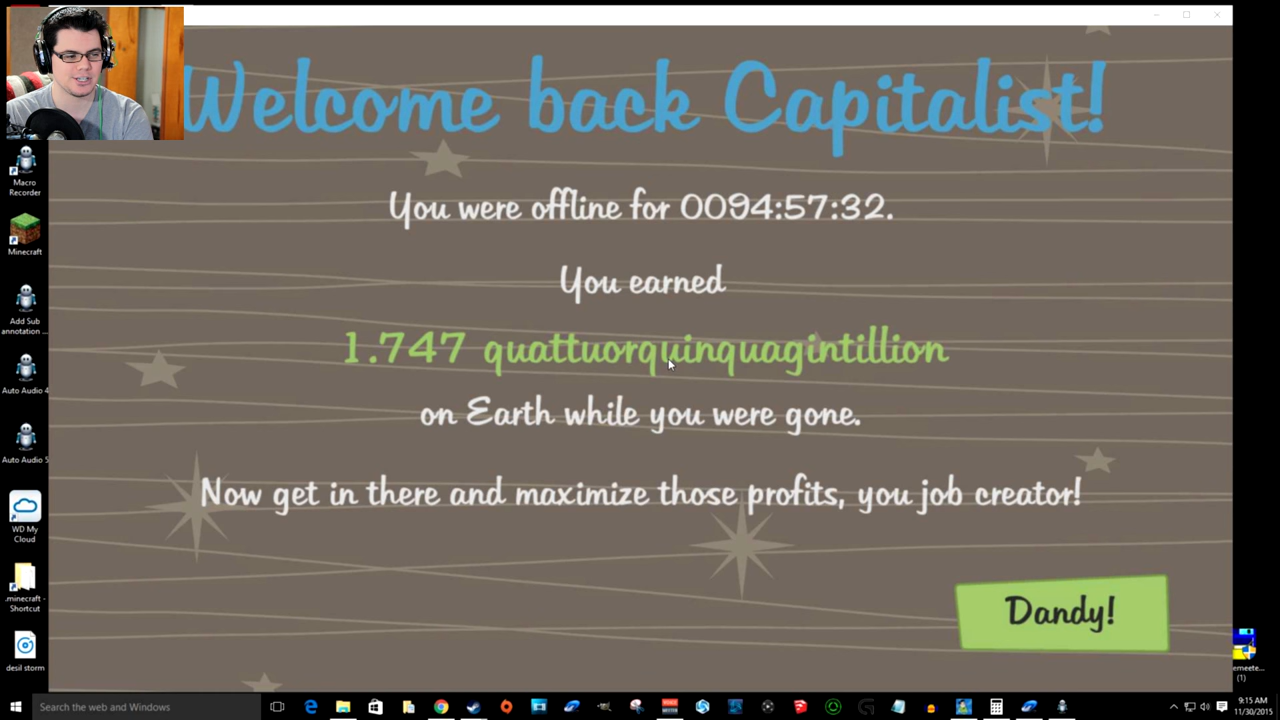 Welcome back Capitalist!
You were offline for 0094:57:32.
You earned
1.747 quattuorquinquagintillion
on Earth while you were gone.
Now get in there and maximize those profits, you job creator!
Dandy!
Macro
Recorder
Minecraft
Add Sub
annotation ...
Auto Audio 4
Auto Audio 5
WD My
Cloud
.minecraft -
Shortcut
desil storm
emeete...
(1)
Search the web and Windows
9:15 AM
11/30/2015